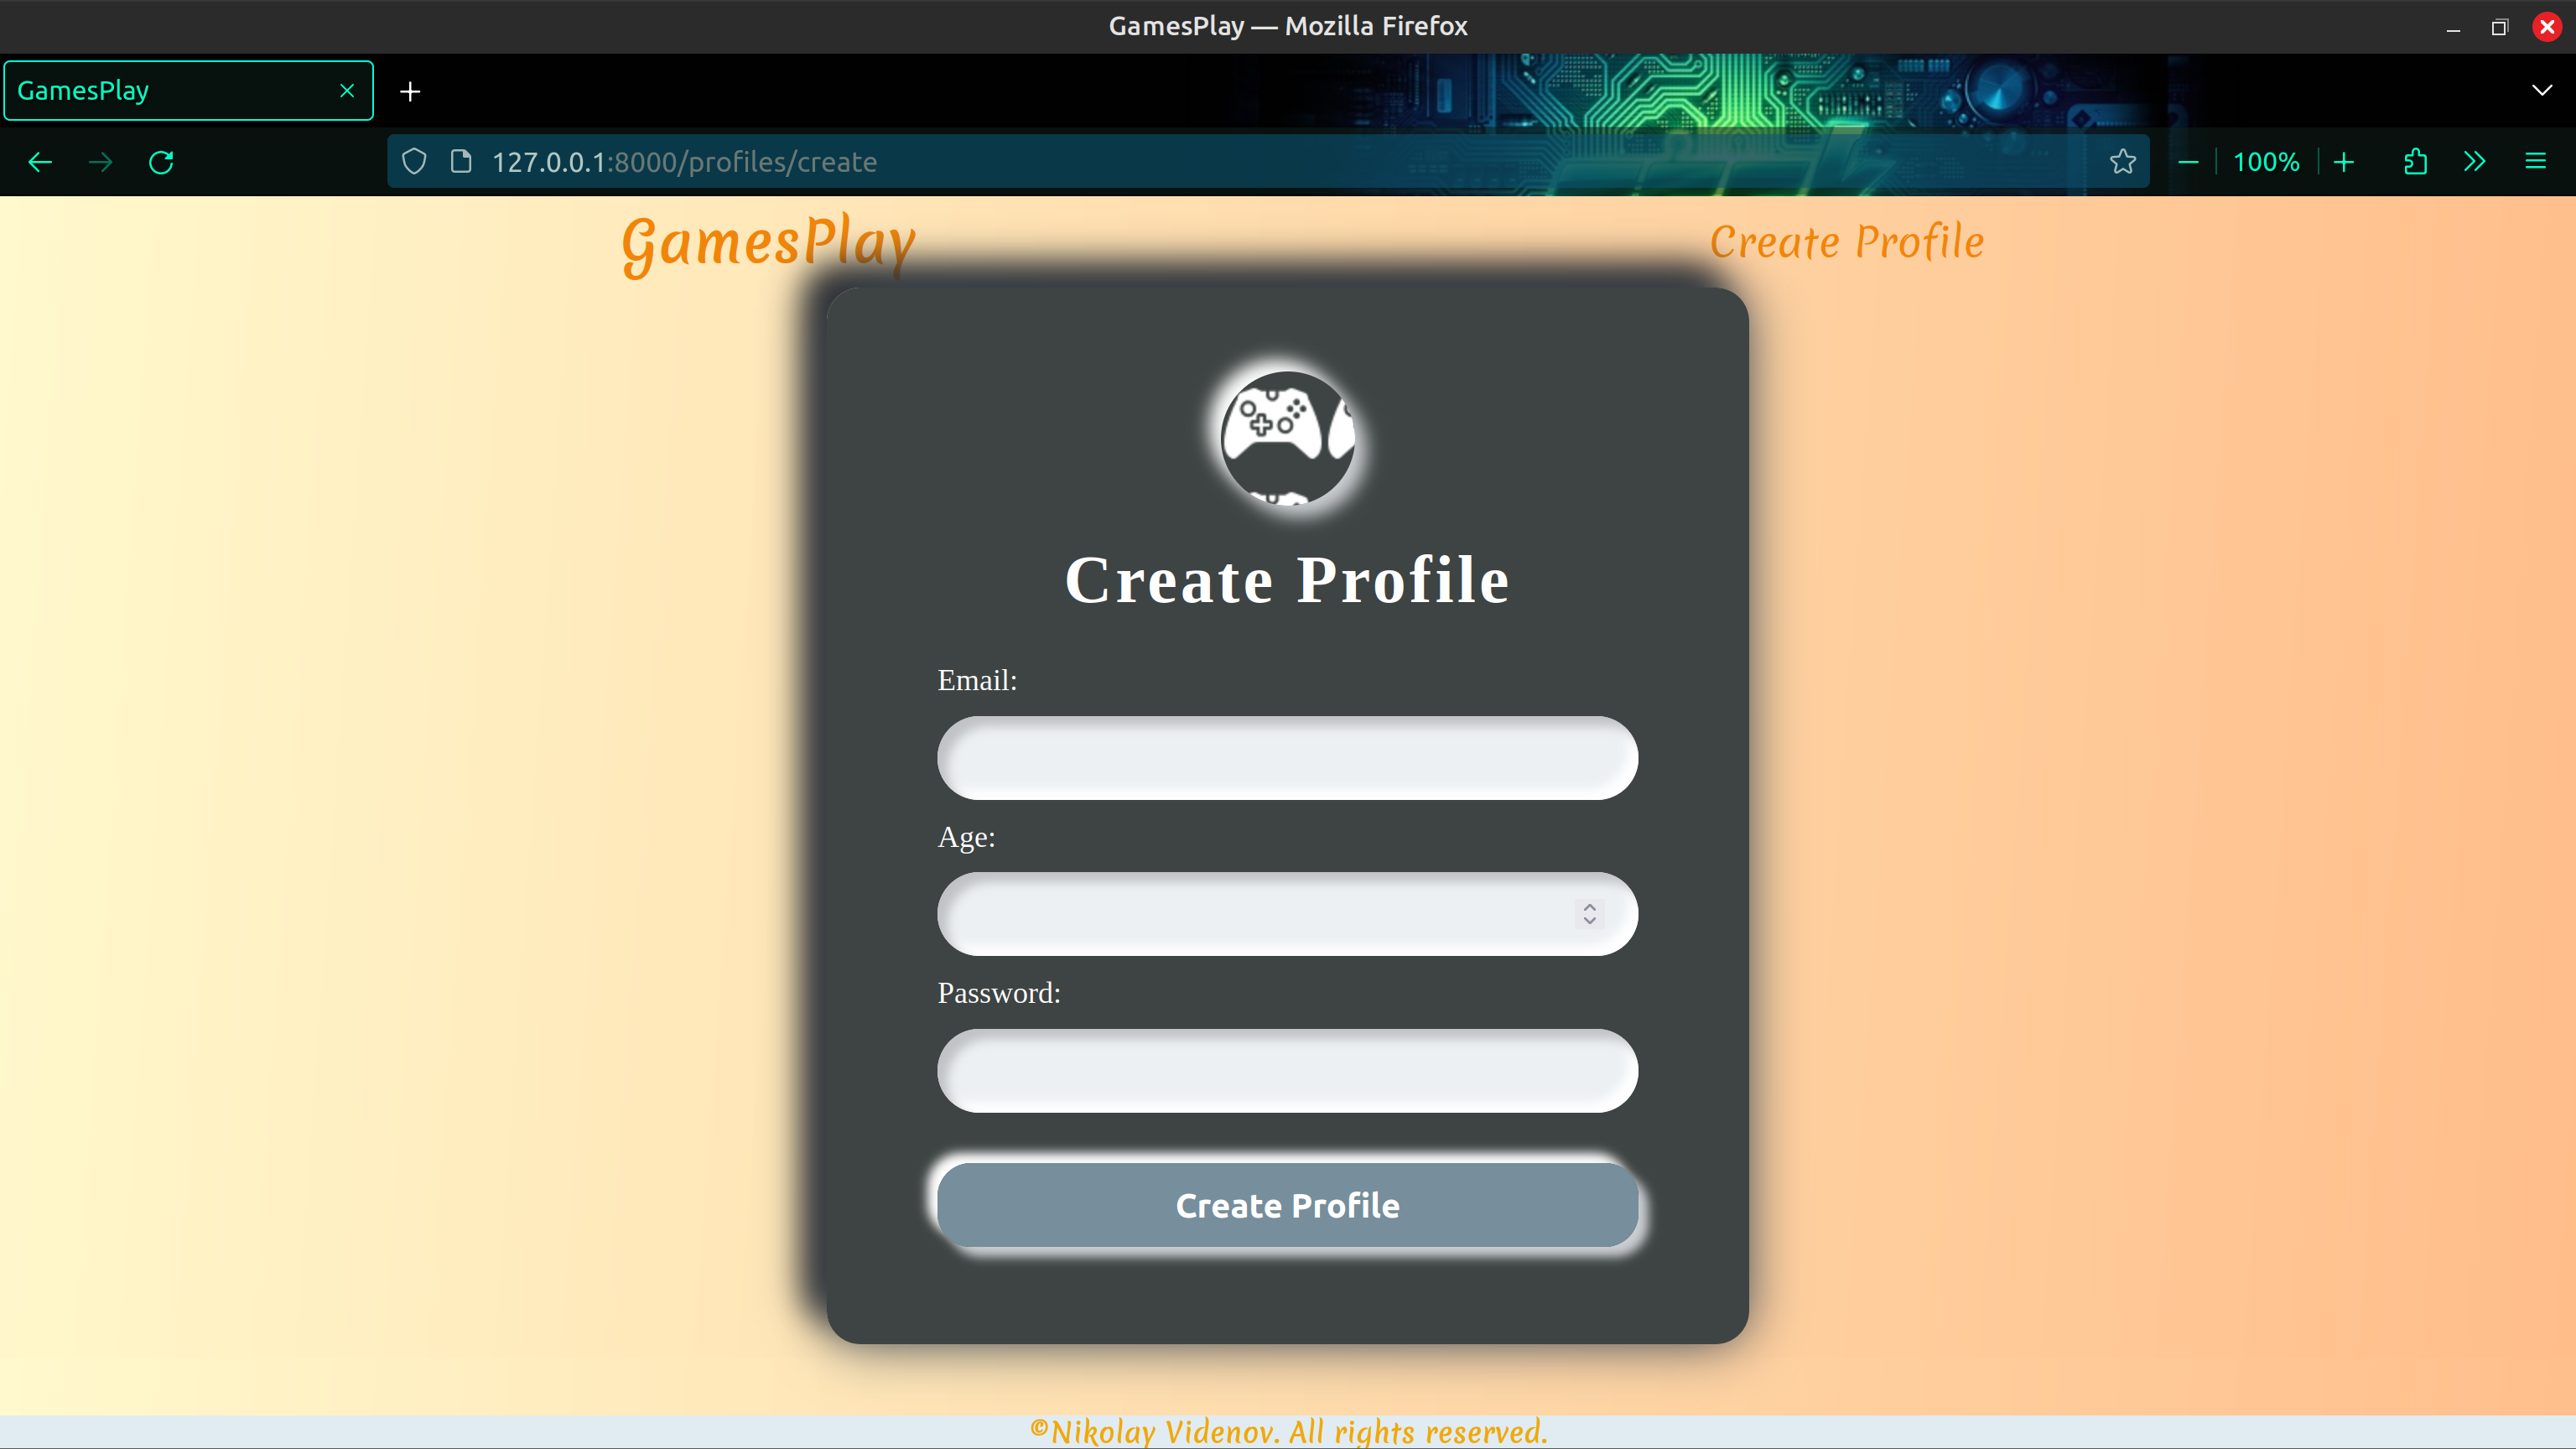 GamesPlay — Mozilla Firefox
GamesPlay
127.0.0.1:8000/profiles/create
100%
GamesPlay
Create Profile
Create Profile
Email:
Age:
Password:
Create Profile
©Nikolay Videnov. All rights reserved.